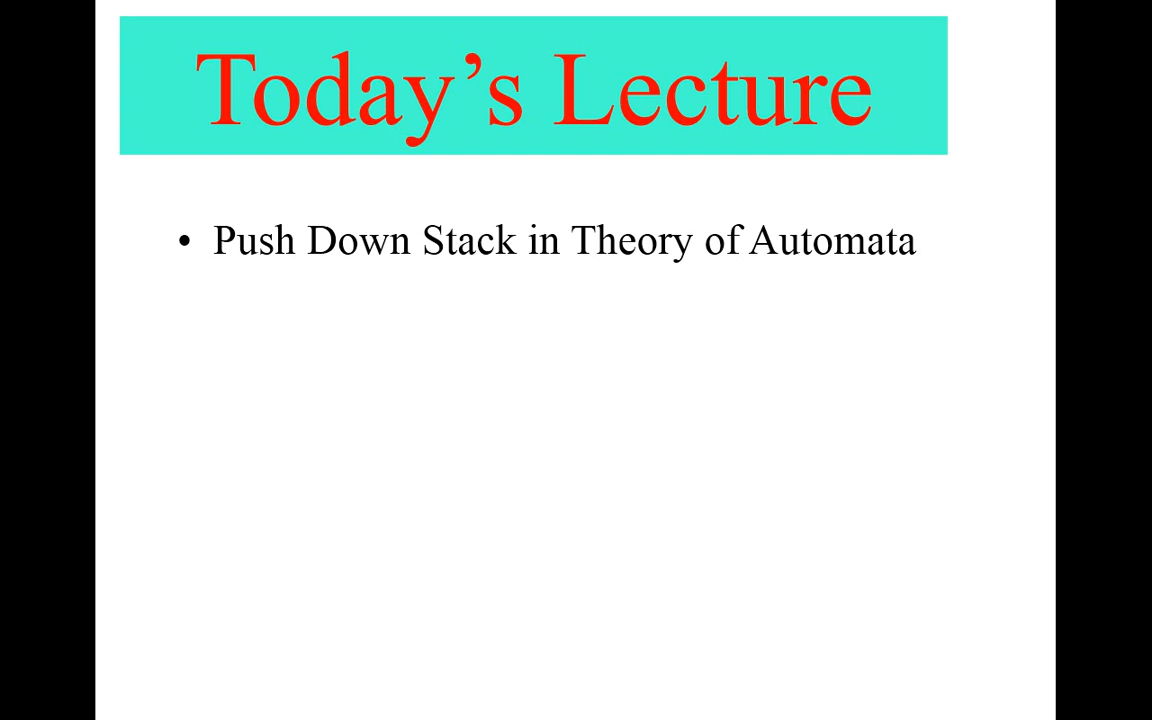 Today’s Lecture
• Push Down Stack in Theory of Automata